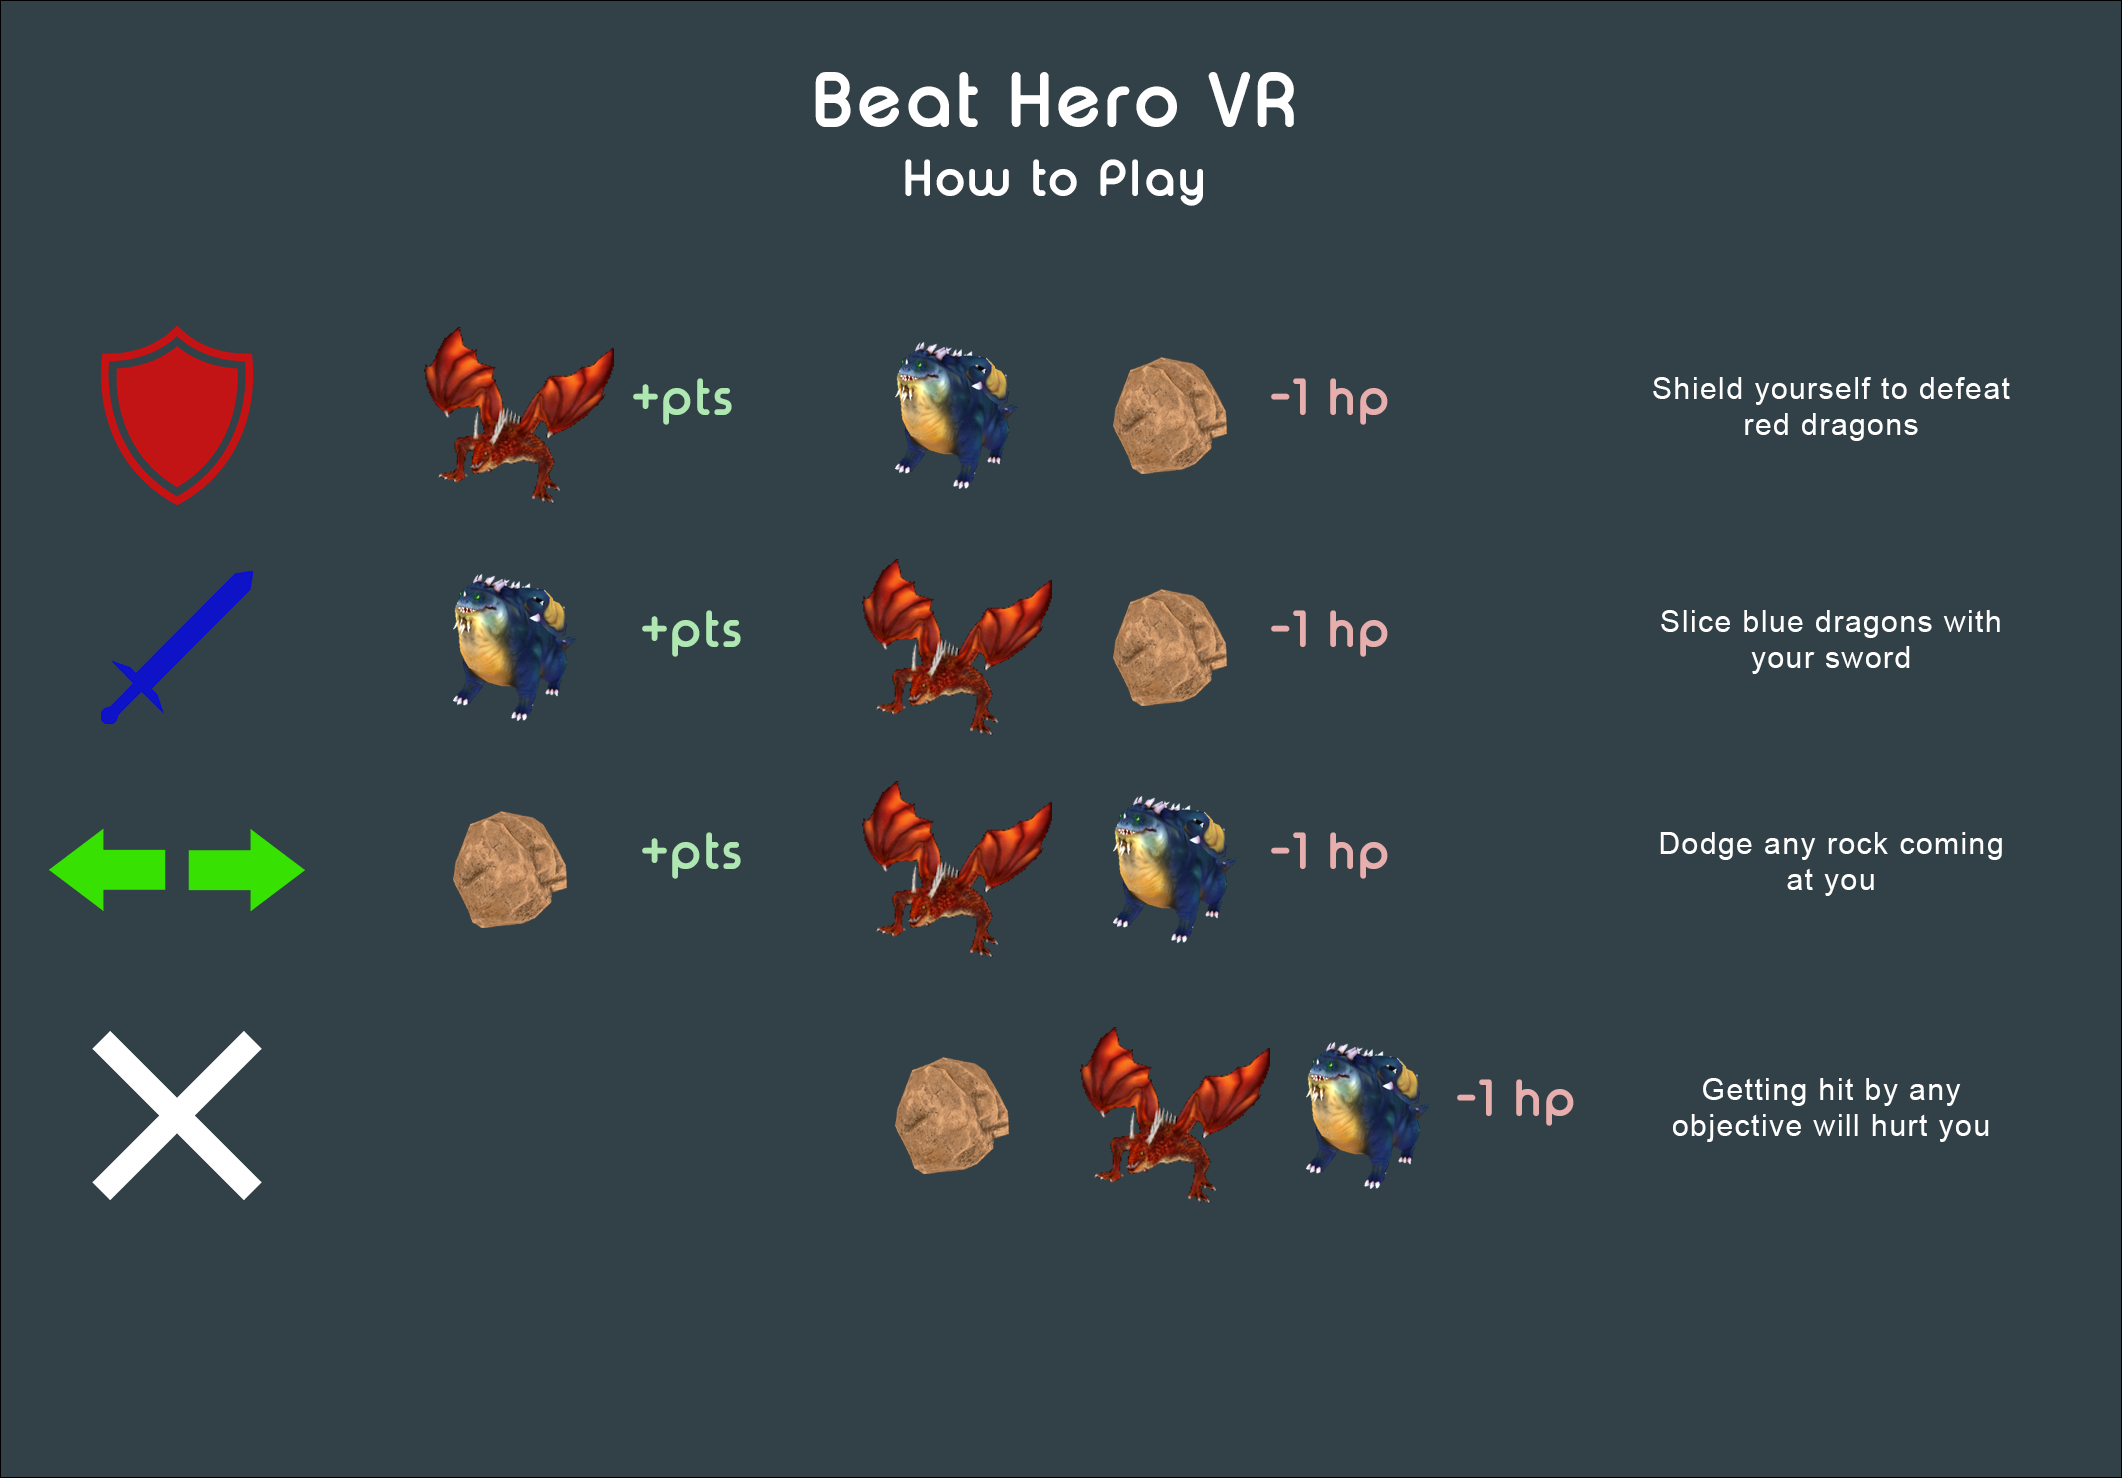 Beat Hero VR
How to Play
+pts
-1 hp
Shield yourself to defeat
red dragons
+pts
-1 hp
Slice blue dragons with
your sword
+pts
-1 hp
Dodge any rock coming
at you
-1 hp
Getting hit by any
objective will hurt you